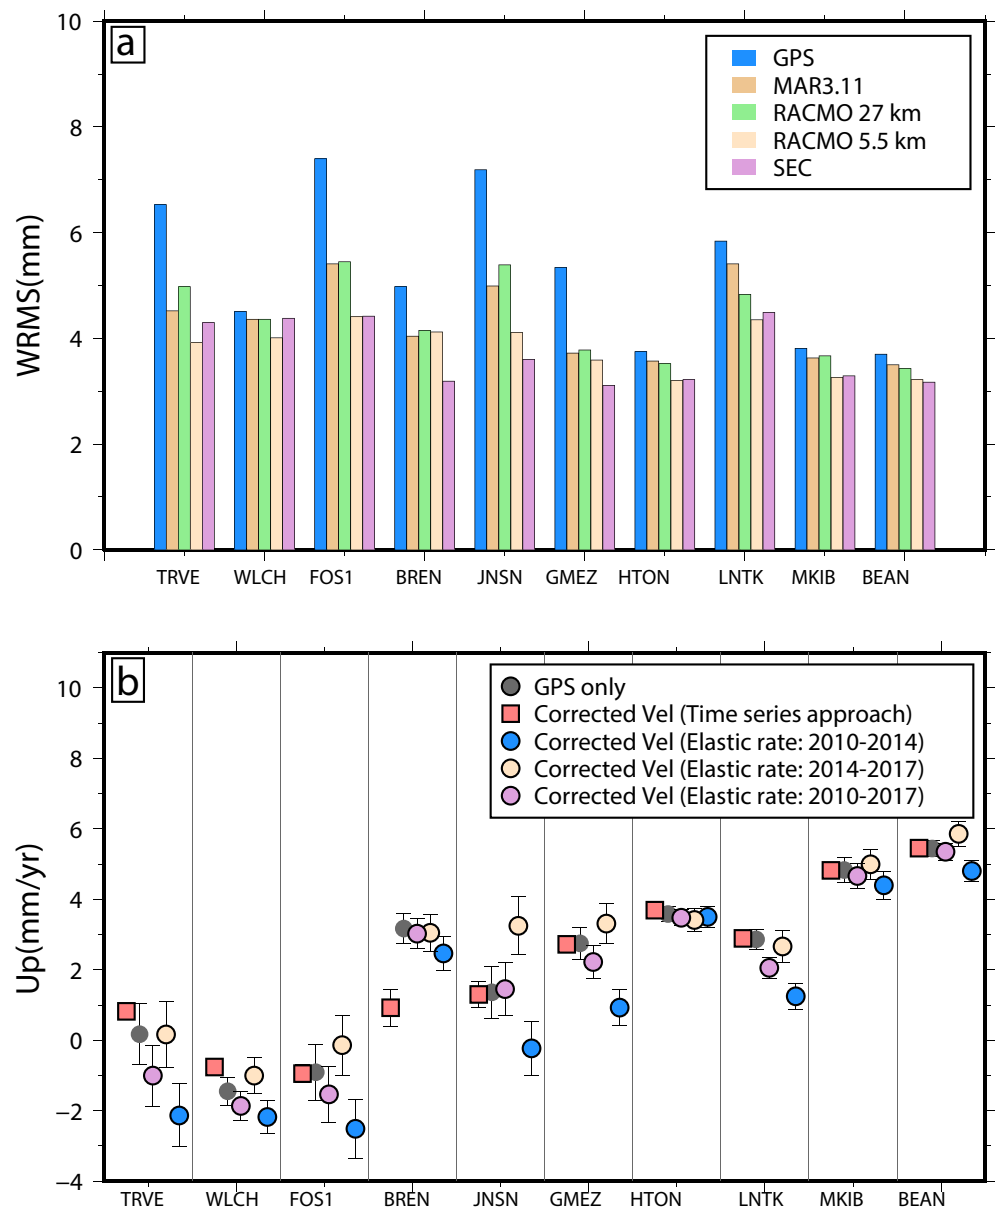 10
a
GPS
MAR3.11
RACMO 27 km
RACMO 5.5 km
SEC
8
6
4
2
0
WRMS(mm)
TRVE WLCH FOS1 BREN JNSN GMEZ HTON LNTK MKIB BEAN
b
GPS only
Corrected Vel (Time series approach)
Corrected Vel (Elastic rate: 2010-2014)
Corrected Vel (Elastic rate: 2014-2017)
Corrected Vel (Elastic rate: 2010-2017)
10
8
6
4
2
0
−2
−4
Up(mm/yr)
TRVE WLCH FOS1 BREN JNSN GMEZ HTON LNTK MKIB BEAN